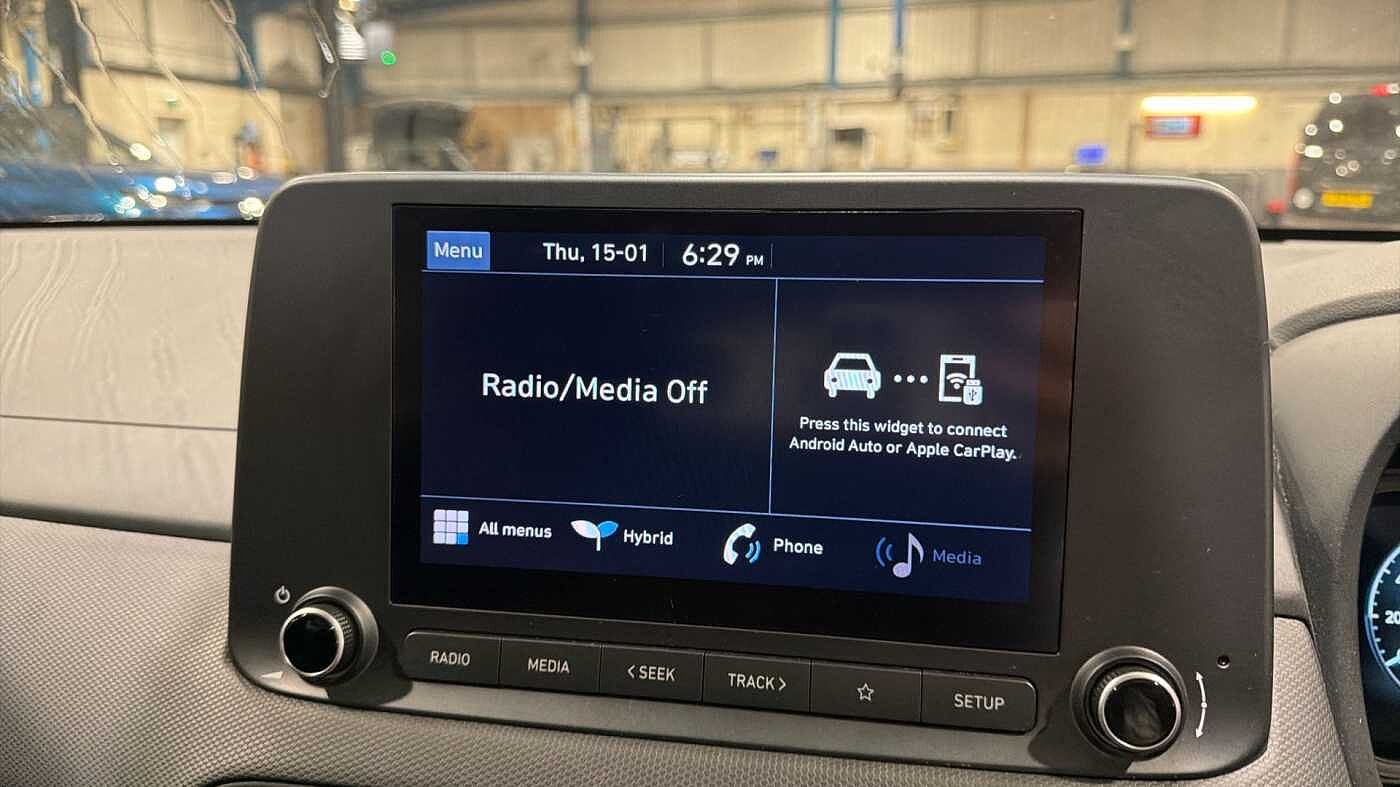 Menu
Thu, 15-01
6:29 PM
Radio/Media Off
Press this widget to connect
Android Auto or Apple CarPlay.
All menus
Hybrid
Phone
Media
RADIO
MEDIA
< SEEK
TRACK >
SETUP
20